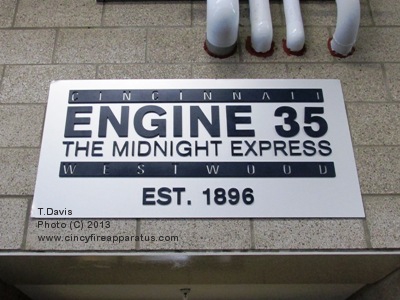 CINCINNATI
ENGINE 35
THE MIDNIGHT EXPRESS
WESTWOOD
EST. 1896
T.Davis
Photo (C) 2013
www.cincyfireapparatus.com